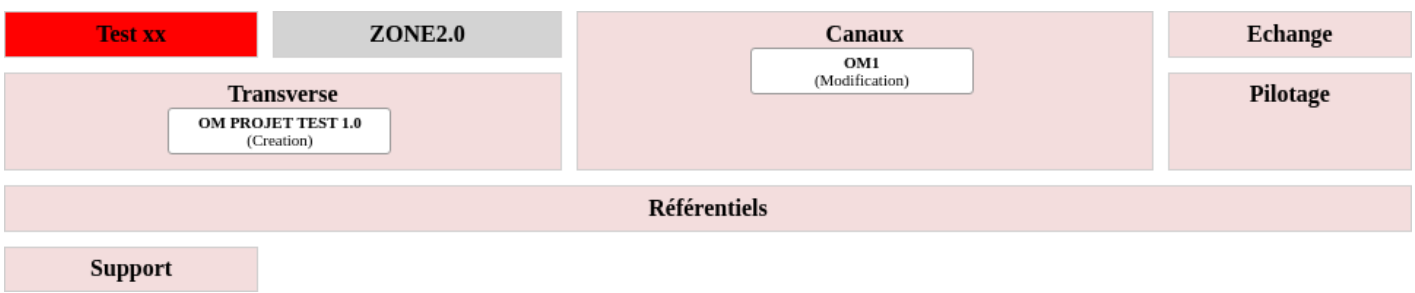 Test xx
ZONE2.0
Canaux
OM1
(Modification)
Echange
Transverse
OM PROJET TEST 1.0
(Creation)
Pilotage
Référentiels
Support